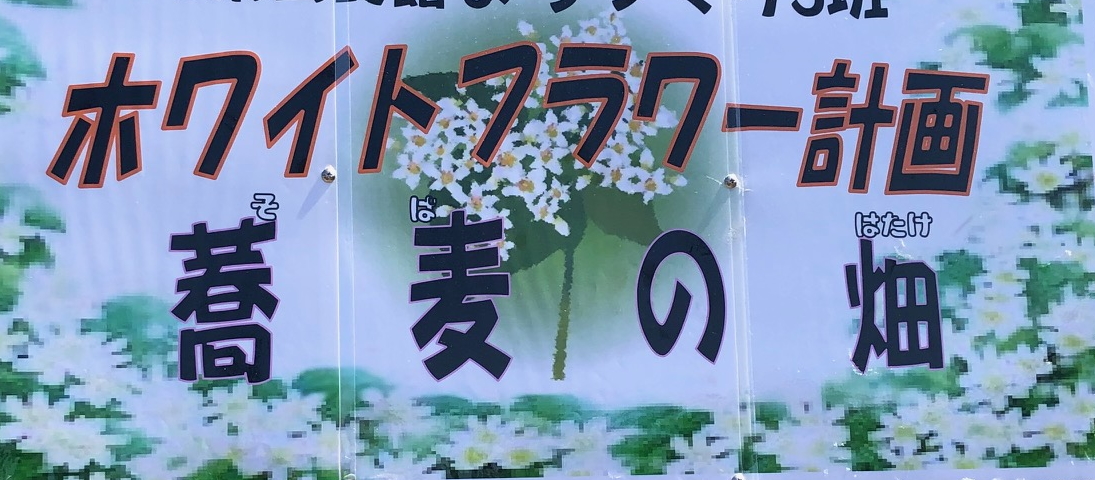 ホワイトフラワー計画
そ ば はたけ
蕎麦の畑